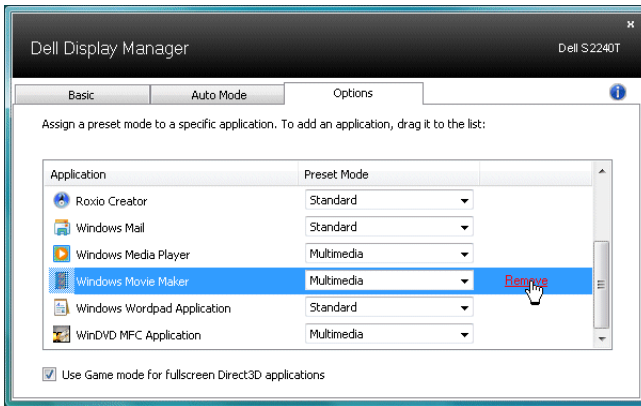 Dell Display Manager
Dell S2240T
Basic
Auto Mode
Options
Assign a preset mode to a specific application. To add an application, drag it to the list:
Application Preset Mode
Roxio Creator Standard
Windows Mail Standard
Windows Media Player Multimedia
Windows Movie Maker Multimedia Remove
Windows Wordpad Application Standard
WinDVD MFC Application Multimedia
Use Game mode for fullscreen Direct3D applications